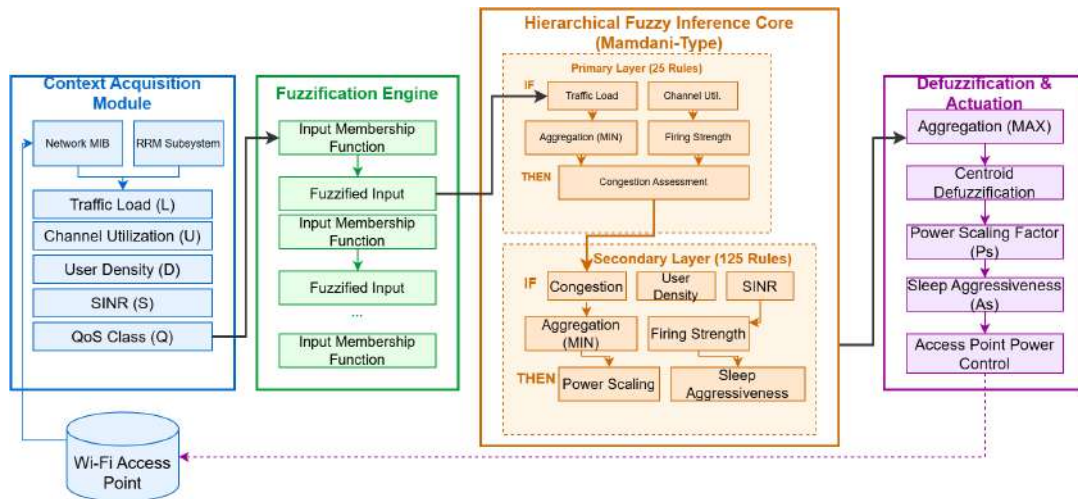 Context Acquisition
Module
Network MIB
RRM Subsystem
Traffic Load (L)
Channel Utilization (U)
User Density (D)
SINR (S)
QoS Class (Q)
Wi-Fi Access
Point
Fuzzification Engine
Input Membership
Function
Fuzzified Input
Input Membership
Function
Fuzzified Input
...
Input Membership
Function
Hierarchical Fuzzy Inference Core
(Mamdani-Type)
Primary Layer (25 Rules)
IF
Traffic Load
Channel Util.
Aggregation (MIN)
Firing Strength
THEN
Congestion Assessment
Secondary Layer (125 Rules)
IF
Congestion
User
Density
SINR
Aggregation
(MIN)
Firing Strength
THEN
Power Scaling
Sleep
Aggressiveness
Defuzzification &
Actuation
Aggregation (MAX)
Centroid
Defuzzification
Power Scaling Factor
(Ps)
Sleep Aggressiveness
(As)
Access Point Power
Control